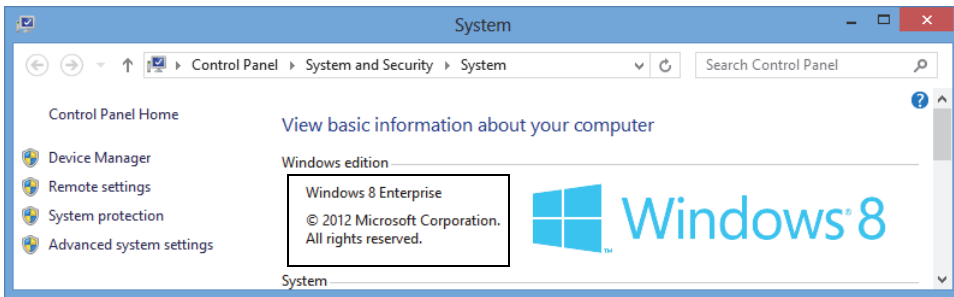 System
Control Panel System and Security System
Search Control Panel
Control Panel Home
Device Manager
Remote settings
System protection
Advanced system settings
View basic information about your computer
Windows edition
Windows 8 Enterprise
© 2012 Microsoft Corporation.
All rights reserved.
Windows® 8
™
System